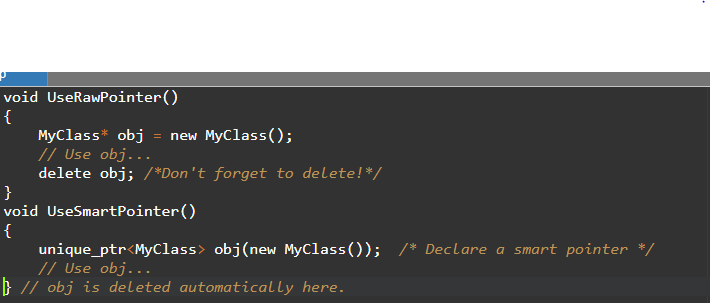 void UseRawPointer()
{
    MyClass* obj = new MyClass();
    // Use obj...
    delete obj; /*Don't forget to delete!*/
}
void UseSmartPointer()
{
    unique_ptr<MyClass> obj(new MyClass());  /* Declare a smart pointer */
    // Use obj...
} // obj is deleted automatically here.